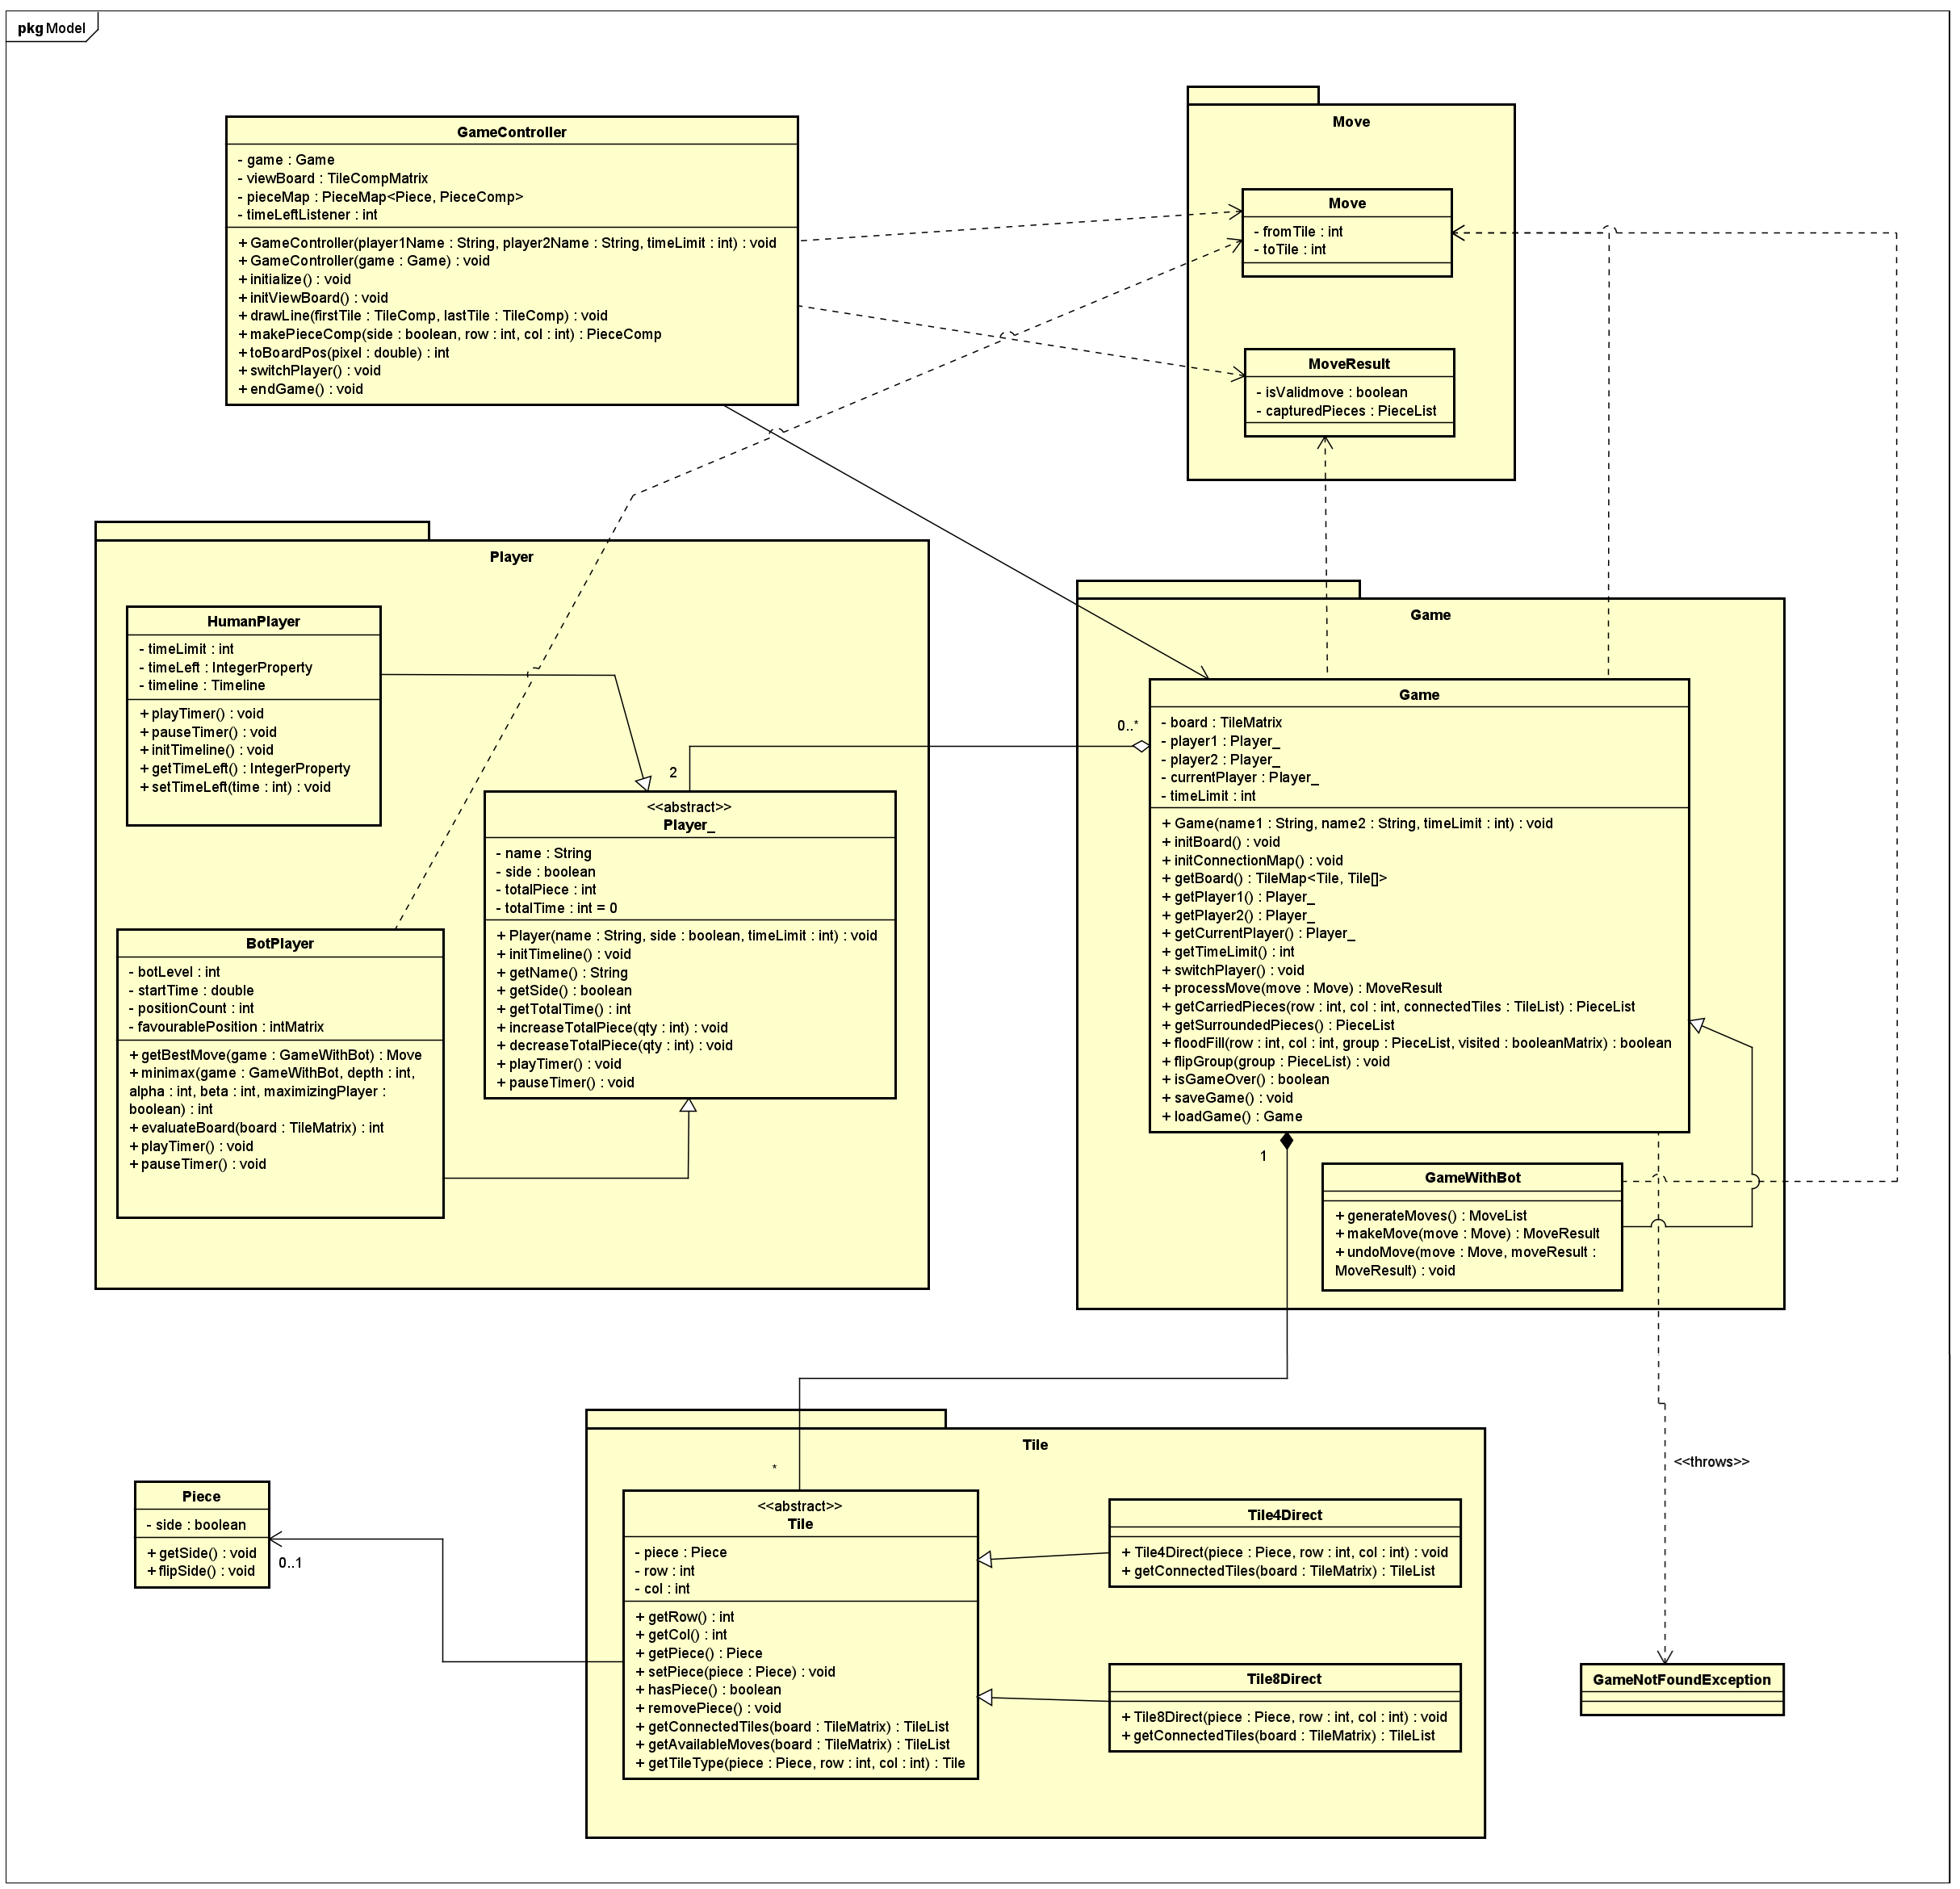 pkg Model
GameController
- game : Game
- viewBoard : TileCompMatrix
- pieceMap : PieceMap<Piece, PieceComp>
- timeLeftListener : int
+ GameController(player1Name : String, player2Name : String, timeLimit : int) : void
+ GameController(game : Game) : void
+ initialize() : void
+ initViewBoard() : void
+ drawLine(firstTile : TileComp, lastTile : TileComp) : void
+ makePieceComp(side : boolean, row : int, col : int) : PieceComp
+ toBoardPos(pixel : double) : int
+ switchPlayer() : void
+ endGame() : void
Move
Move
- fromTile : int
- toTile : int
MoveResult
- isValidmove : boolean
- capturedPieces : PieceList
Player
HumanPlayer
- timeLimit : int
- timeLeft : IntegerProperty
- timeline : Timeline
+ playTimer() : void
+ pauseTimer() : void
+ initTimeline() : void
+ getTimeLeft() : IntegerProperty
+ setTimeLeft(time : int) : void
2
<<abstract>>
Player_
- name : String
- side : boolean
- totalPiece : int
- totalTime : int = 0
+ Player(name : String, side : boolean, timeLimit : int) : void
+ initTimeline() : void
+ getName() : String
+ getSide() : boolean
+ getTotalTime() : int
+ increaseTotalPiece(qty : int) : void
+ decreaseTotalPiece(qty : int) : void
+ playTimer() : void
+ pauseTimer() : void
BotPlayer
- botLevel : int
- startTime : double
- positionCount : int
- favourablePosition : intMatrix
+ getBestMove(game : GameWithBot) : Move
+ minimax(game : GameWithBot, depth : int,
alpha : int, beta : int, maximizingPlayer :
boolean) : int
+ evaluateBoard(board : TileMatrix) : int
+ playTimer() : void
+ pauseTimer() : void
Game
0..*
Game
- board : TileMatrix
- player1 : Player_
- player2 : Player_
- currentPlayer : Player_
- timeLimit : int
+ Game(name1 : String, name2 : String, timeLimit : int) : void
+ initBoard() : void
+ initConnectionMap() : void
+ getBoard() : TileMap<Tile, Tile[]>
+ getPlayer1() : Player_
+ getPlayer2() : Player_
+ getCurrentPlayer() : Player_
+ getTimeLimit() : int
+ switchPlayer() : void
+ processMove(move : Move) : MoveResult
+ getCarriedPieces(row : int, col : int, connectedTiles : TileList) : PieceList
+ getSurroundedPieces() : PieceList
+ floodFill(row : int, col : int, group : PieceList, visited : booleanMatrix) : boolean
+ flipGroup(group : PieceList) : void
+ isGameOver() : boolean
+ saveGame() : void
+ loadGame() : Game
1
GameWithBot
+ generateMoves() : MoveList
+ makeMove(move : Move) : MoveResult
+ undoMove(move : Move, moveResult :
MoveResult) : void
Tile
*
<<abstract>>
Tile
- piece : Piece
- row : int
- col : int
+ getRow() : int
+ getCol() : int
+ getPiece() : Piece
+ setPiece(piece : Piece) : void
+ hasPiece() : boolean
+ removePiece() : void
+ getConnectedTiles(board : TileMatrix) : TileList
+ getAvailableMoves(board : TileMatrix) : TileList
+ getTileType(piece : Piece, row : int, col : int) : Tile
Tile4Direct
+ Tile4Direct(piece : Piece, row : int, col : int) : void
+ getConnectedTiles(board : TileMatrix) : TileList
Tile8Direct
+ Tile8Direct(piece : Piece, row : int, col : int) : void
+ getConnectedTiles(board : TileMatrix) : TileList
Piece
- side : boolean
+ getSide() : void
+ flipSide() : void
0..1
<<throws>>
GameNotFoundException